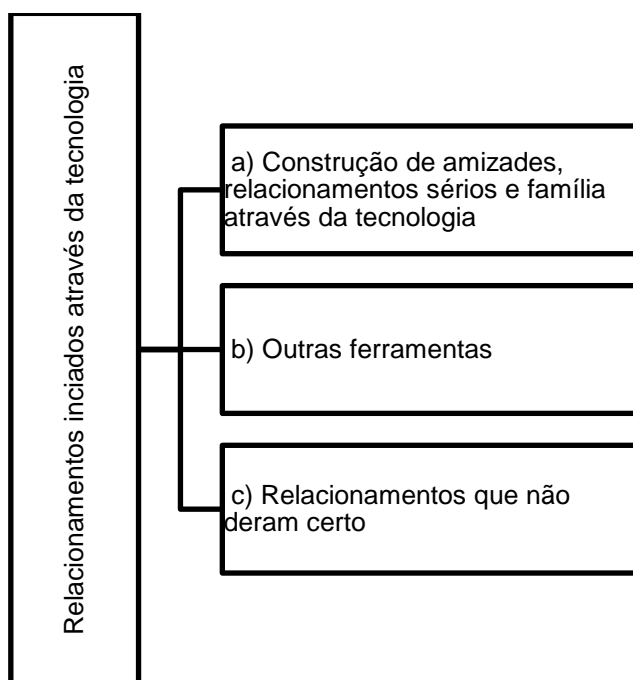 Relacionamentos inciados através da tecnologia
a) Construção de amizades,
relacionamentos sérios e família
através da tecnologia
b) Outras ferramentas
c) Relacionamentos que não
deram certo